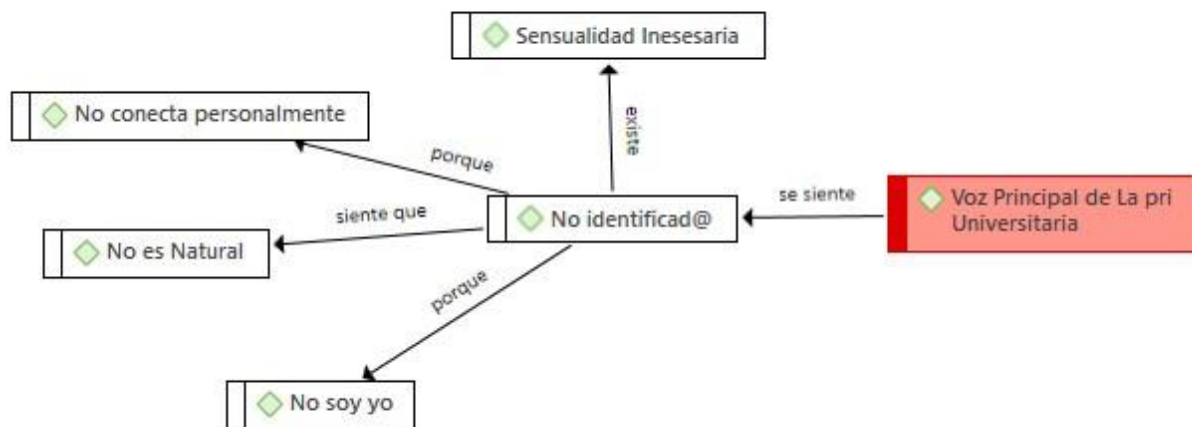 Sensualidad Inesesaria
No conecta personalmente
porque
existe
se siente
Voz Principal de La pri
Universitaria
siente que
No identificad@
No es Natural
porque
No soy yo